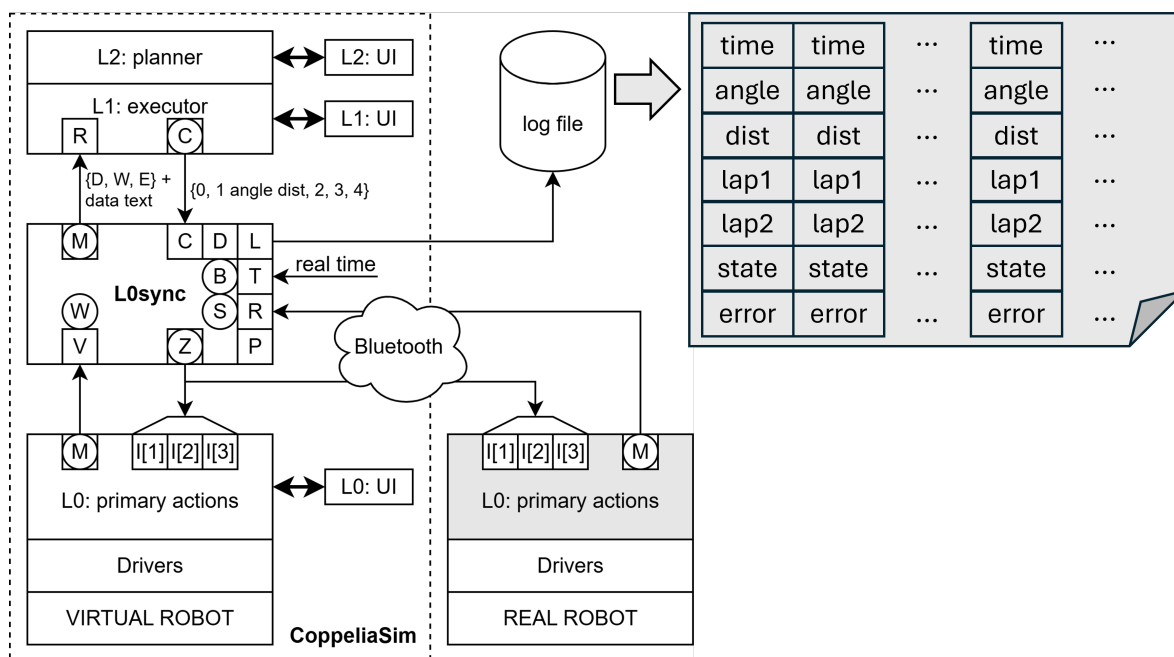 L2: planner
L2: UI
L1: executor
L1: UI
R
C
{D, W, E} +
data text
{0, 1 angle dist, 2, 3, 4}
M
C
D
L
B
T
real time
L0sync
W
S
R
V
Z
P
Bluetooth
log file
M
I[1]
I[2]
I[3]
L0: primary actions
L0: UI
Drivers
VIRTUAL ROBOT
CoppeliaSim
I[1]
I[2]
I[3]
M
L0: primary actions
Drivers
REAL ROBOT
time time ... time ...
angle angle ... angle ...
dist dist ... dist ...
lap1 lap1 ... lap1 ...
lap2 lap2 ... lap2 ...
state state ... state ...
error error ... error ...